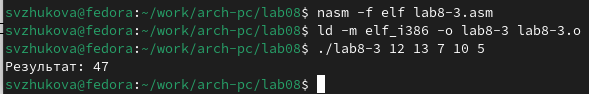 svzhukova@fedora:~/work/arch-pc/lab08$ nasm -f elf lab8-3.asm
svzhukova@fedora:~/work/arch-pc/lab08$ ld -m elf_i386 -o lab8-3 lab8-3.o
svzhukova@fedora:~/work/arch-pc/lab08$ ./lab8-3 12 13 7 10 5
Результат: 47
svzhukova@fedora:~/work/arch-pc/lab08$